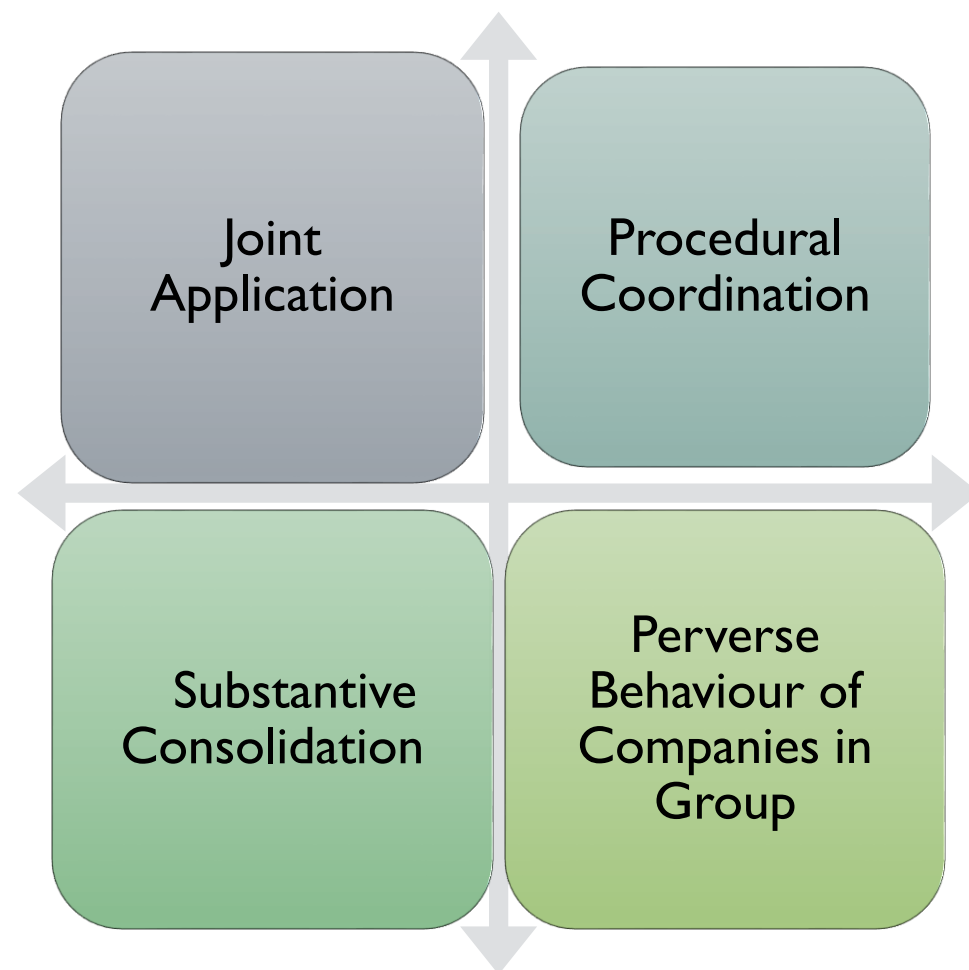 Joint
Application
Procedural
Coordination
Substantive
Consolidation
Perverse
Behaviour of
Companies in
Group